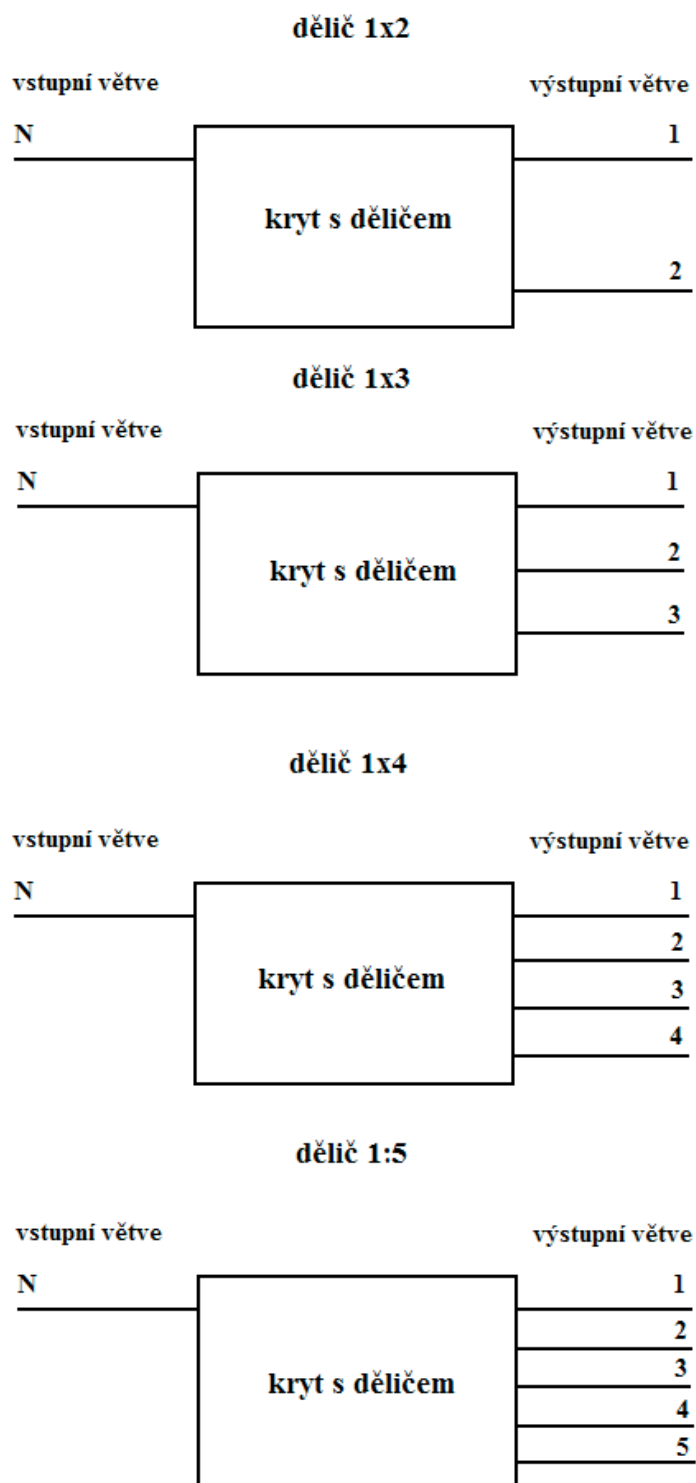 dělič 1x2
vstupní větve výstupní větve
N 1
kryt s děličem
2
dělič 1x3
vstupní větve výstupní větve
N 1
2
kryt s děličem
3
dělič 1x4
vstupní větve výstupní větve
N 1
2
kryt s děličem 3
4
dělič 1:5
vstupní větve výstupní větve
N 1
2
3
kryt s děličem
4
5